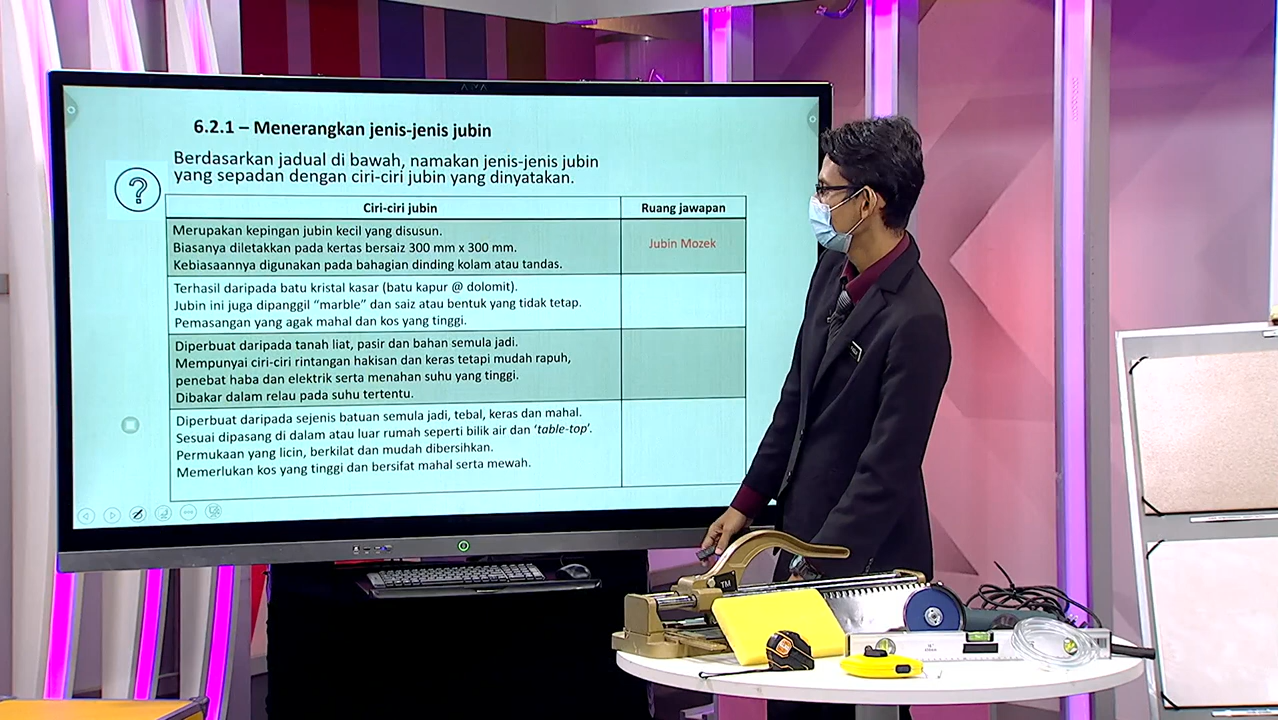 6.2.1 – Menerangkan jenis-jenis jubin
Berdasarkan jadual di bawah, namakan jenis-jenis jubin
yang sepadan dengan ciri-ciri jubin yang dinyatakan.
?
Ciri-ciri jubin
Ruang jawapan
Merupakan kepingan jubin kecil yang disusun.
Biasanya diletakkan pada kertas bersaiz 300 mm x 300 mm.
Kebiasaannya digunakan pada bahagian dinding kolam atau tandas.
Jubin Mozek
Terhasil daripada batu kristal kasar (batu kapur @ dolomit).
Jubin ini juga dipanggil “marble” dan saiz atau bentuk yang tidak tetap.
Pemasangan yang agak mahal dan kos yang tinggi.
Diperbuat daripada tanah liat, pasir dan bahan semula jadi.
Mempunyai ciri-ciri rintangan hakisan dan keras tetapi mudah rapuh,
penebat haba dan elektrik serta menahan suhu yang tinggi.
Dibakar dalam relau pada suhu tertentu.
Diperbuat daripada sejenis batuan semula jadi, tebal, keras dan mahal.
Sesuai dipasang di dalam atau luar rumah seperti bilik air dan ‘table-top’.
Permukaan yang licin, berkilat dan mudah dibersihkan.
Memerlukan kos yang tinggi dan bersifat mahal serta mewah.
TM